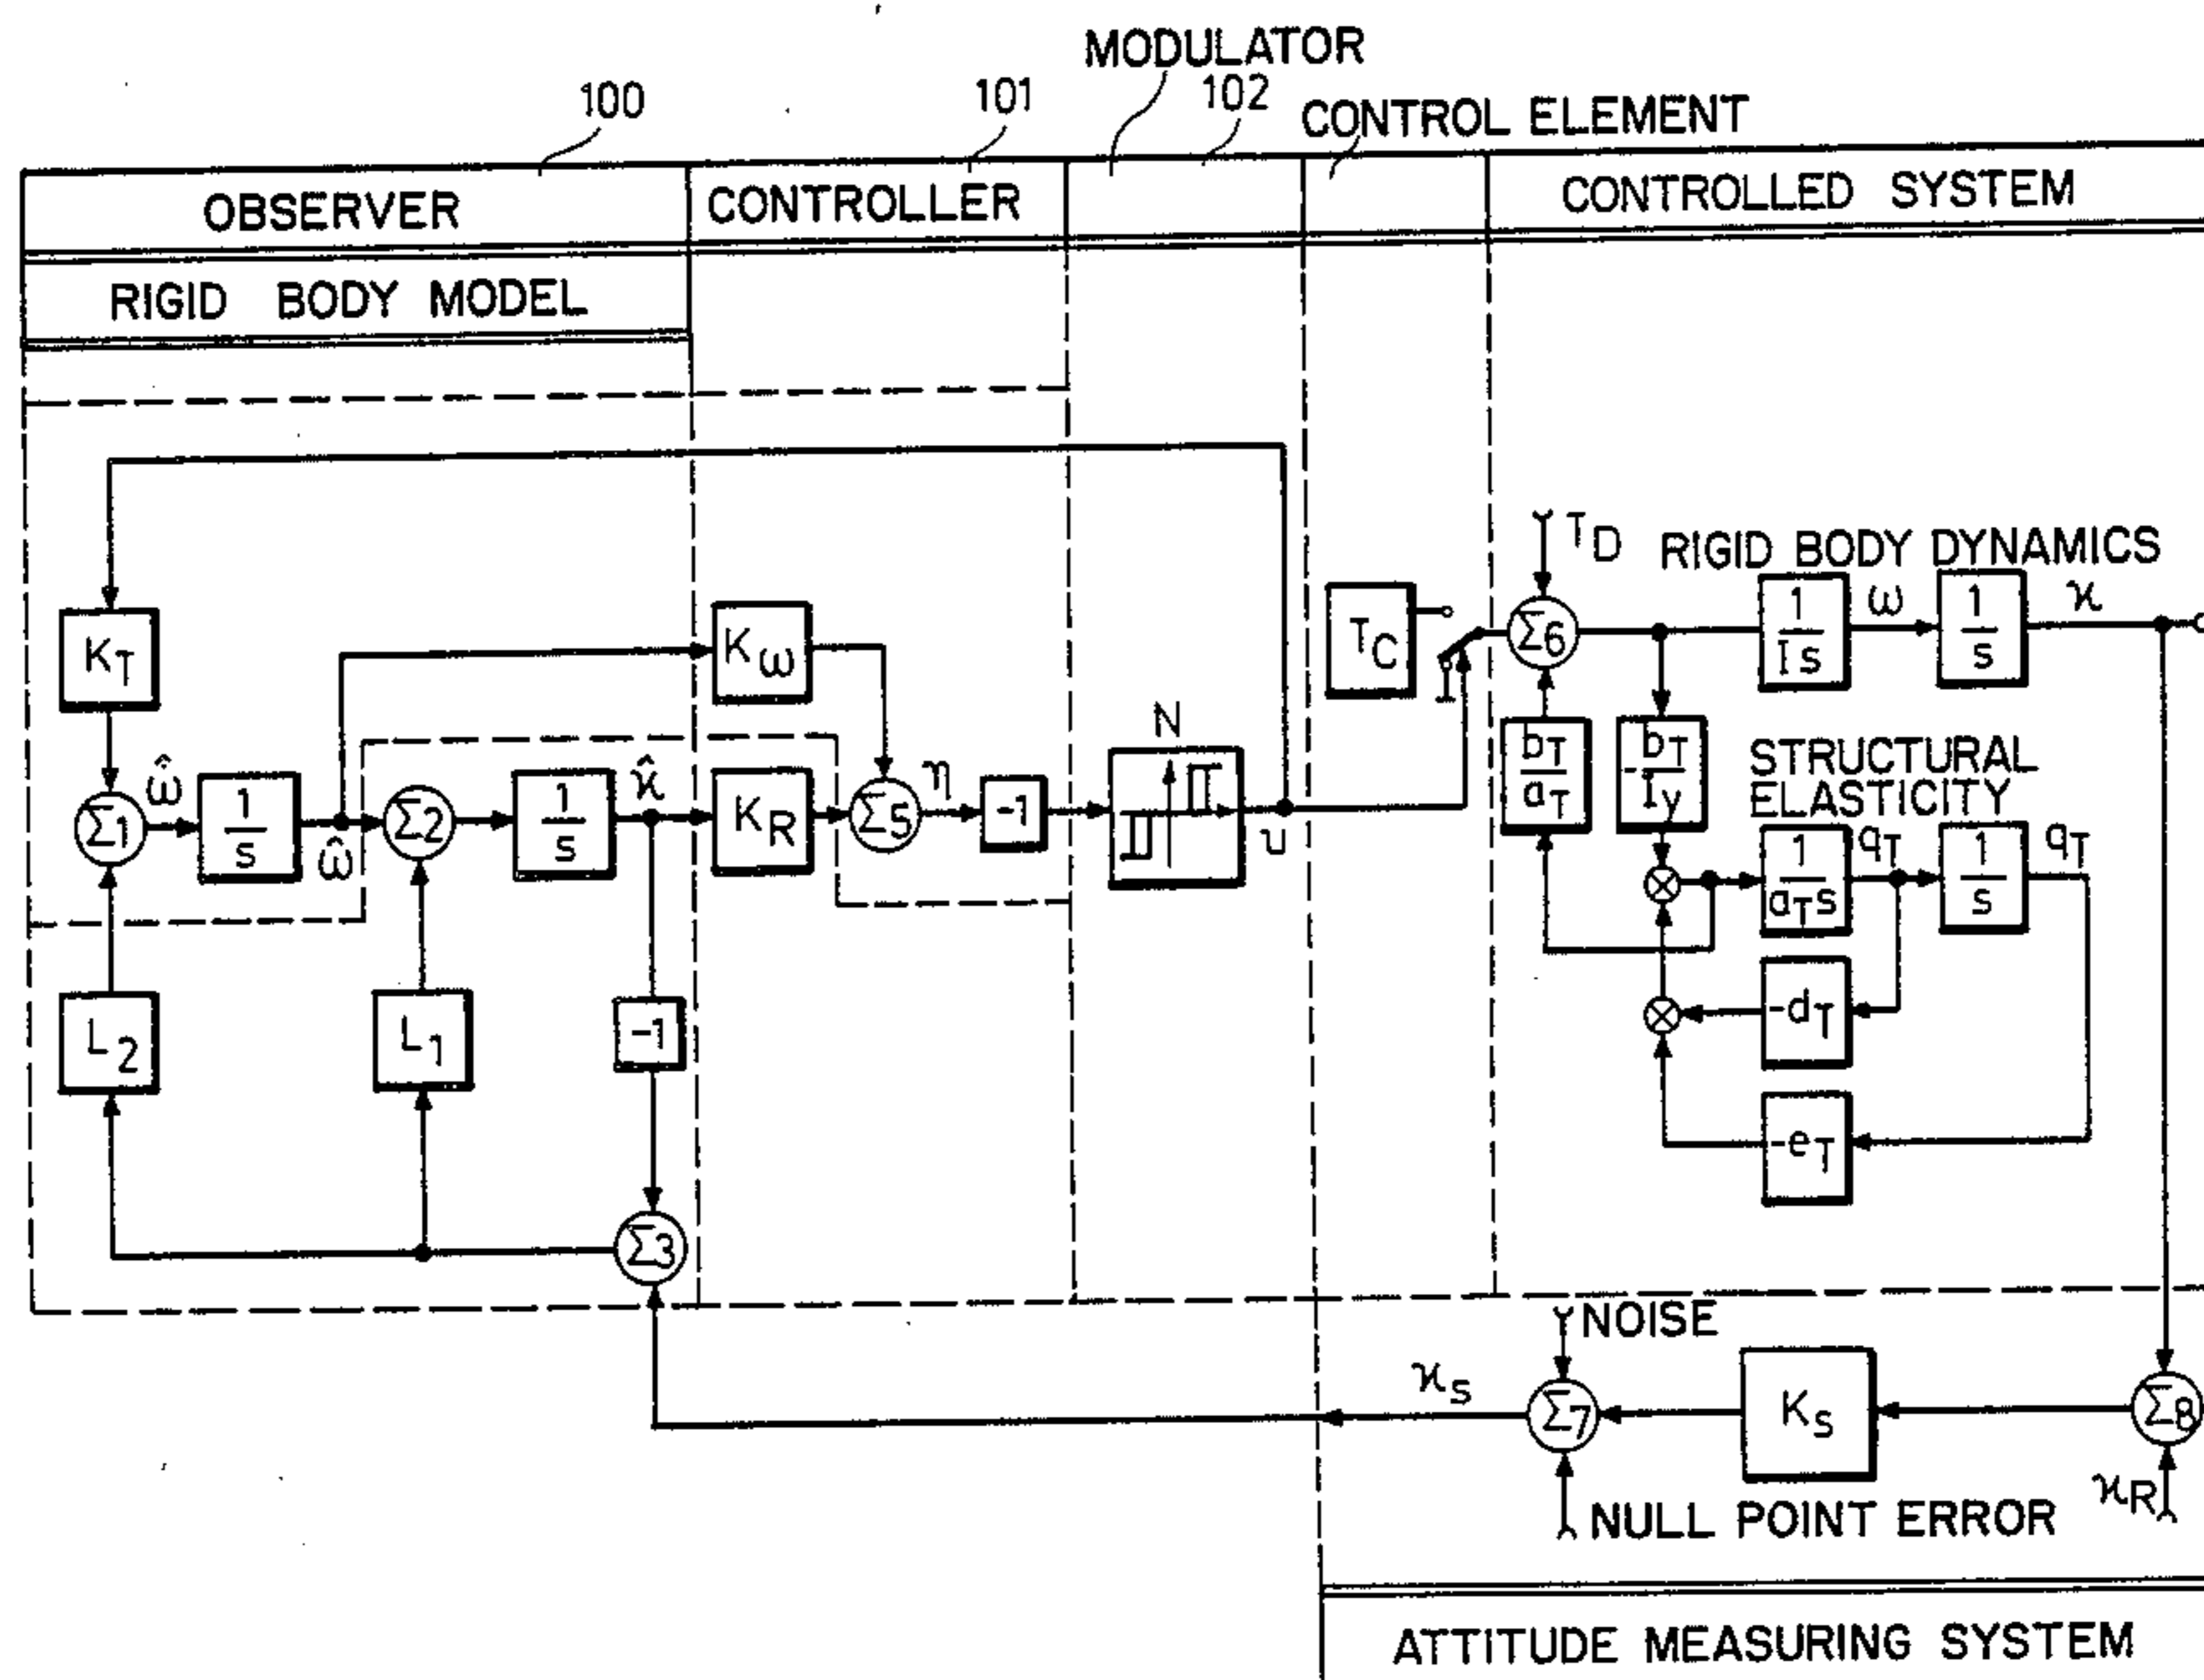 MODULATOR
100
101
102
CONTROL ELEMENT
OBSERVER
CONTROLLER
CONTROLLED SYSTEM
RIGID BODY MODEL
T_D
RIGID BODY DYNAMICS
K_T
K_ω
T_C
Σ6
1/Is
ω
1/s
ϰ
b_T/a_T
-b_T/I_y
STRUCTURAL
ELASTICITY
N
Σ1
ω̂̇
1/s
ω̂
Σ2
1/s
ϰ̂
K_R
Σ5
η
-1
u
1/a_T s
q_T
1/s
q_T
L_2
L_1
-1
-d_T
-e_T
Σ3
NOISE
ϰ_S
Σ7
K_S
Σ8
ϰ_R
NULL POINT ERROR
ATTITUDE MEASURING SYSTEM